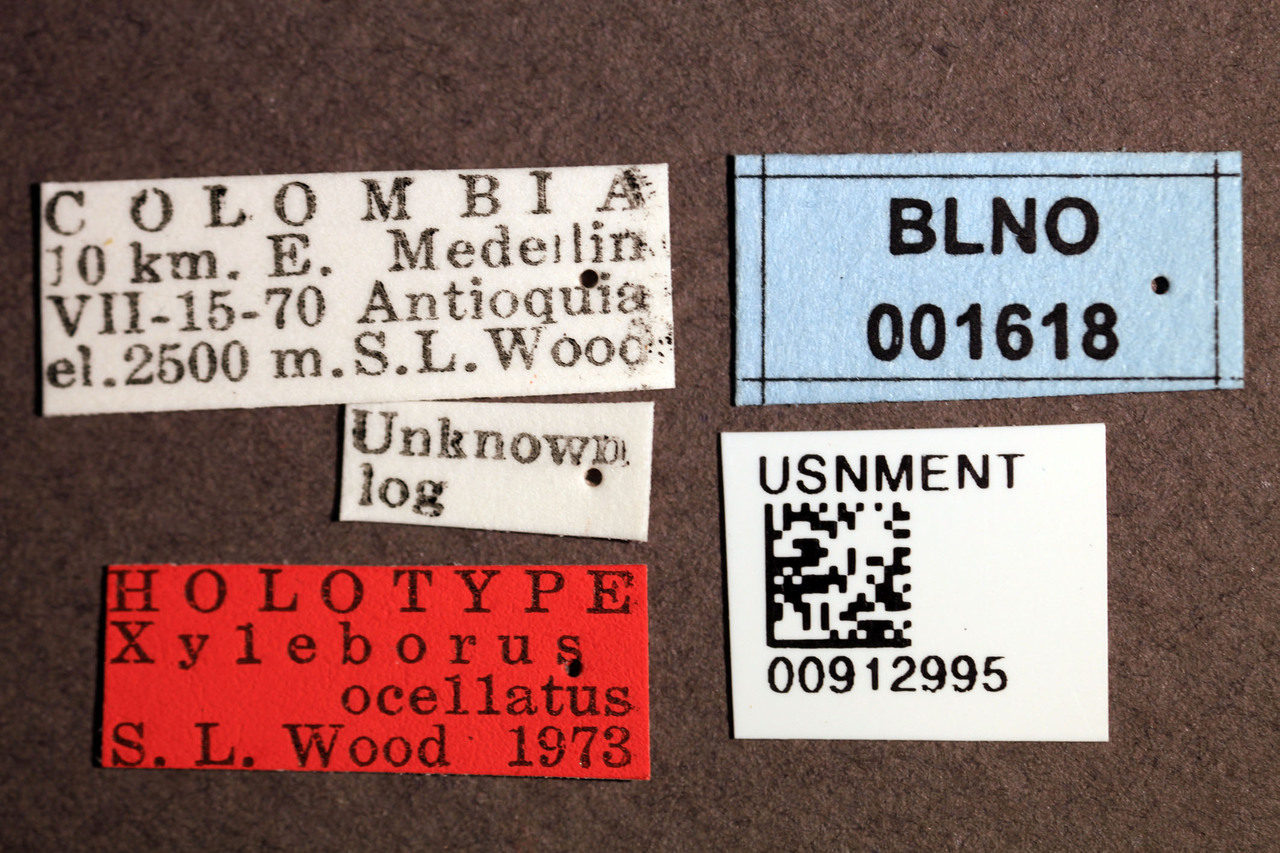 COLOMBIA
10 km. E. Medellin
VII-15-70 Antioquia
el.2500 m. S.L. Wood
Unknown
log
HOLOTYPE
Xyleborus
ocellatus
S. L. Wood 1973
BLNO
001618
USNMENT
00912995